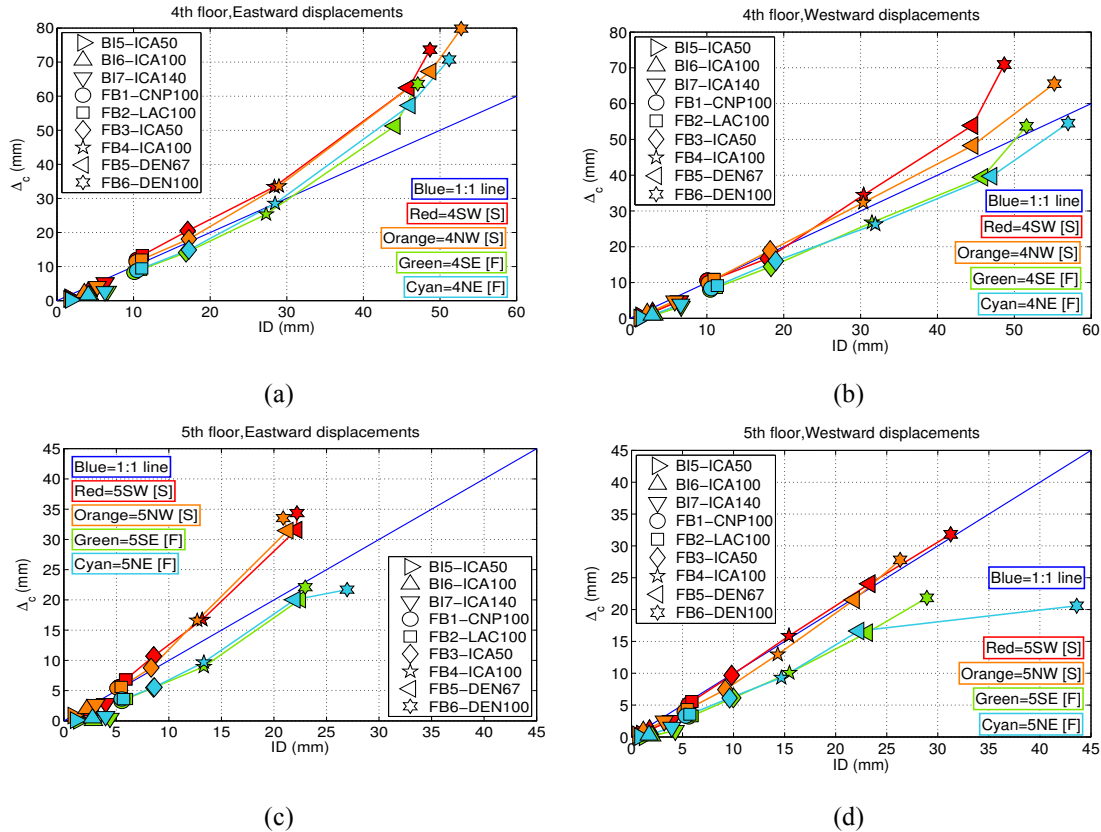 4th floor,Eastward displacements
80
70
60
50
40
30
20
10
0
0 10 20 30 40 50 60
Δc (mm)
ID (mm)
BI5−ICA50
BI6−ICA100
BI7−ICA140
FB1−CNP100
FB2−LAC100
FB3−ICA50
FB4−ICA100
FB5−DEN67
FB6−DEN100
Blue=1:1 line
Red=4SW [S]
Orange=4NW [S]
Green=4SE [F]
Cyan=4NE [F]
(a)
4th floor,Westward displacements
80
70
60
50
40
30
20
10
0
0 10 20 30 40 50 60
Δc (mm)
ID (mm)
BI5−ICA50
BI6−ICA100
BI7−ICA140
FB1−CNP100
FB2−LAC100
FB3−ICA50
FB4−ICA100
FB5−DEN67
FB6−DEN100
Blue=1:1 line
Red=4SW [S]
Orange=4NW [S]
Green=4SE [F]
Cyan=4NE [F]
(b)
5th floor,Eastward displacements
45
40
35
30
25
20
15
10
5
0
0 5 10 15 20 25 30 35 40 45
Δc (mm)
ID (mm)
Blue=1:1 line
Red=5SW [S]
Orange=5NW [S]
Green=5SE [F]
Cyan=5NE [F]
BI5−ICA50
BI6−ICA100
BI7−ICA140
FB1−CNP100
FB2−LAC100
FB3−ICA50
FB4−ICA100
FB5−DEN67
FB6−DEN100
(c)
5th floor,Westward displacements
45
40
35
30
25
20
15
10
5
0
0 5 10 15 20 25 30 35 40 45
Δc (mm)
ID (mm)
BI5−ICA50
BI6−ICA100
BI7−ICA140
FB1−CNP100
FB2−LAC100
FB3−ICA50
FB4−ICA100
FB5−DEN67
FB6−DEN100
Blue=1:1 line
Red=5SW [S]
Orange=5NW [S]
Green=5SE [F]
Cyan=5NE [F]
(d)